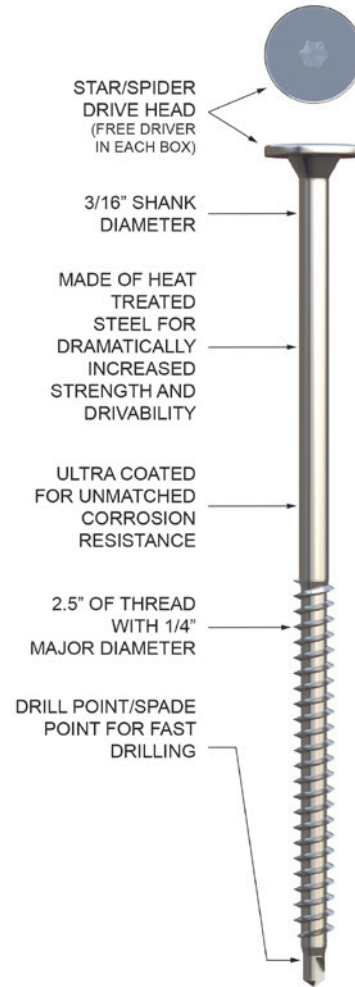 STAR/SPIDER
DRIVE HEAD
(FREE DRIVER
IN EACH BOX)
3/16” SHANK
DIAMETER
MADE OF HEAT
TREATED
STEEL FOR
DRAMATICALLY
INCREASED
STRENGTH AND
DRIVABILITY
ULTRA COATED
FOR UNMATCHED
CORROSION
RESISTANCE
2.5” OF THREAD
WITH 1/4”
MAJOR DIAMETER
DRILL POINT/SPADE
POINT FOR FAST
DRILLING